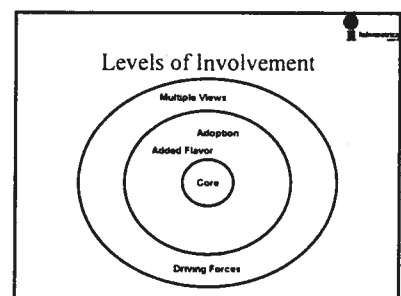 Levels of Involvement
Multiple Views
Adoption
Added Flavor
Core
Driving Forces